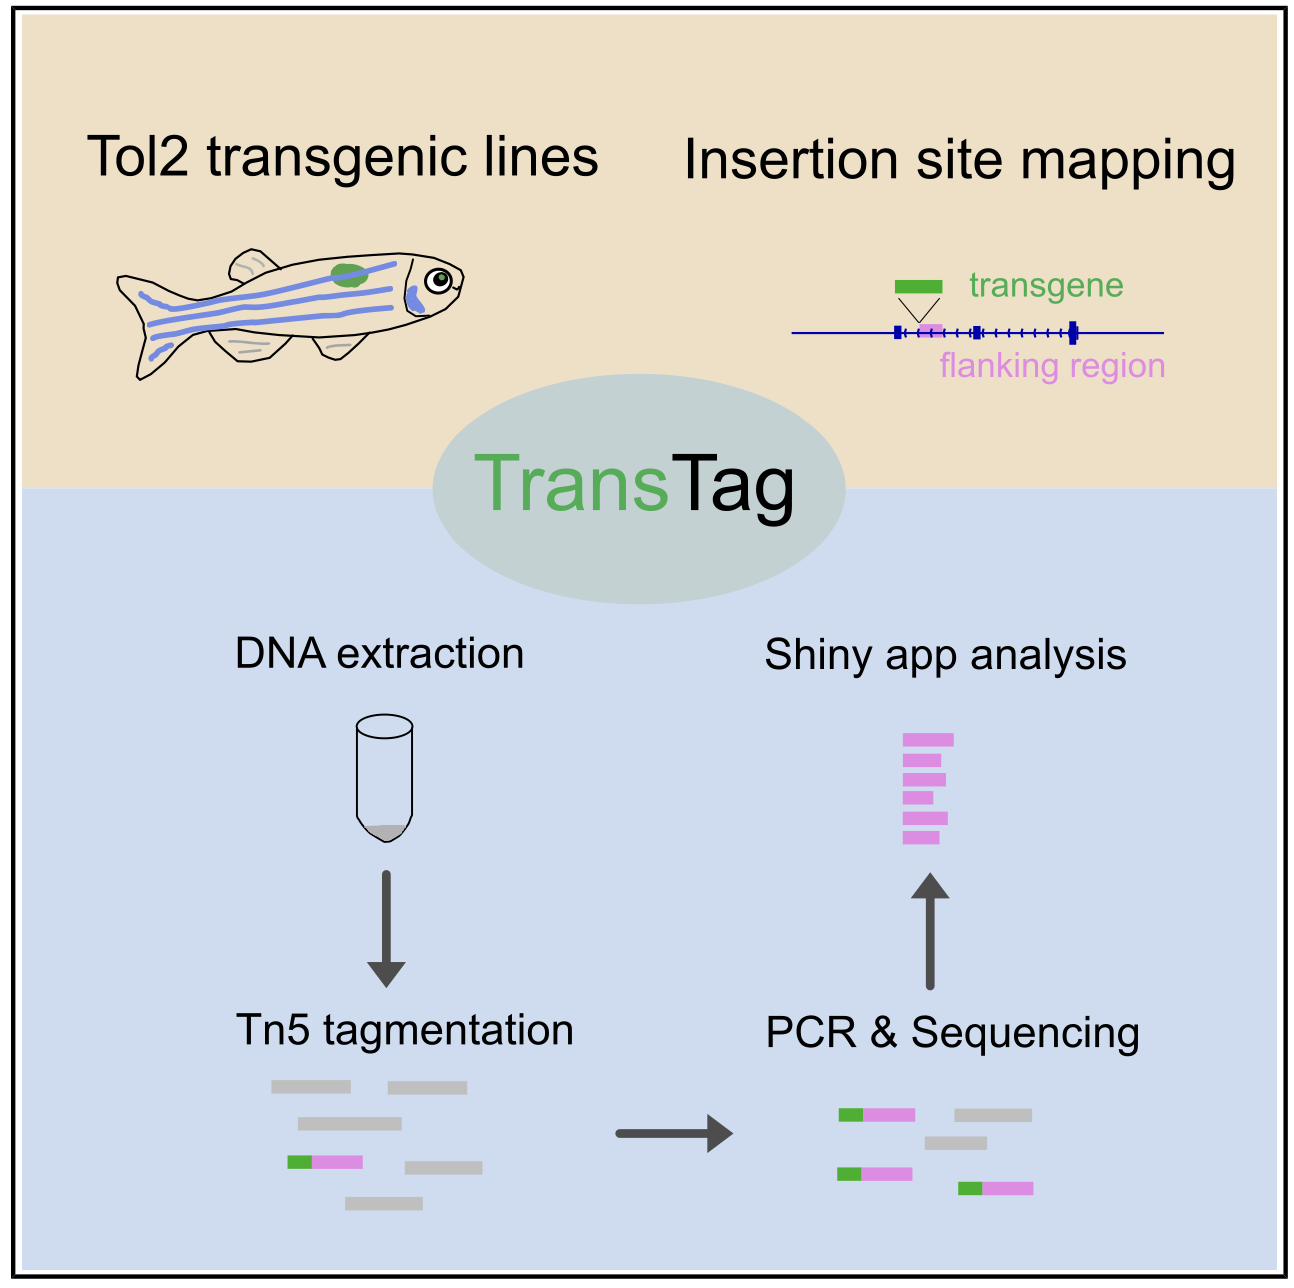 Tol2 transgenic lines
Insertion site mapping
transgene
flanking region
TransTag
DNA extraction
Shiny app analysis
Tn5 tagmentation
PCR & Sequencing